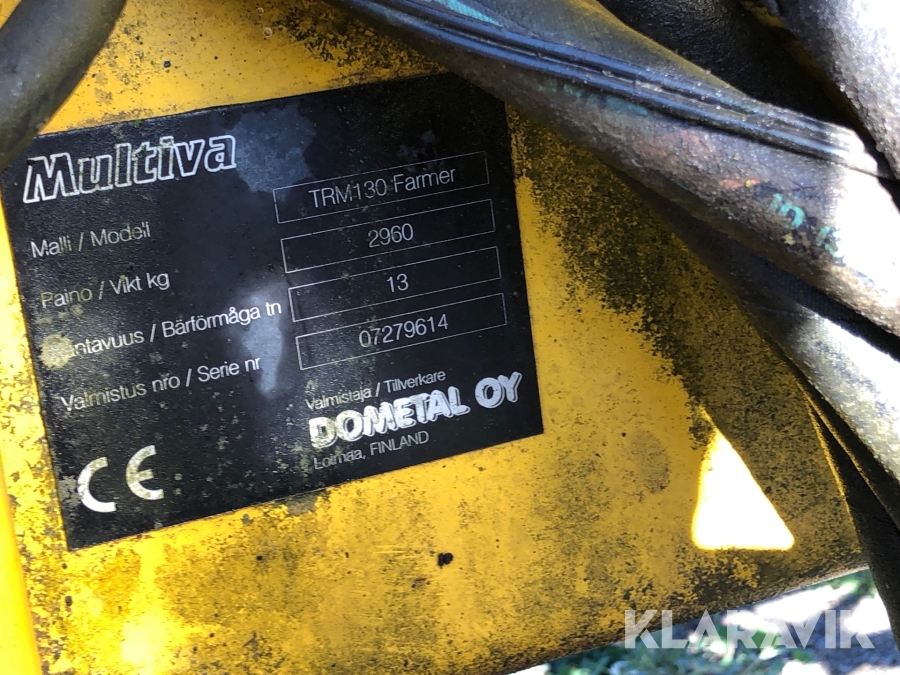 Multiva
Malli / Modell TRM130 Farmer
Paino / Vikt kg 2960
/ Bärförmåga tn 13
Valmistus nro / Serie nr 07279614
Valmistaja / Tillverkare
DOMETAL OY
Loimaa, FINLAND
CE
KLARAVIK